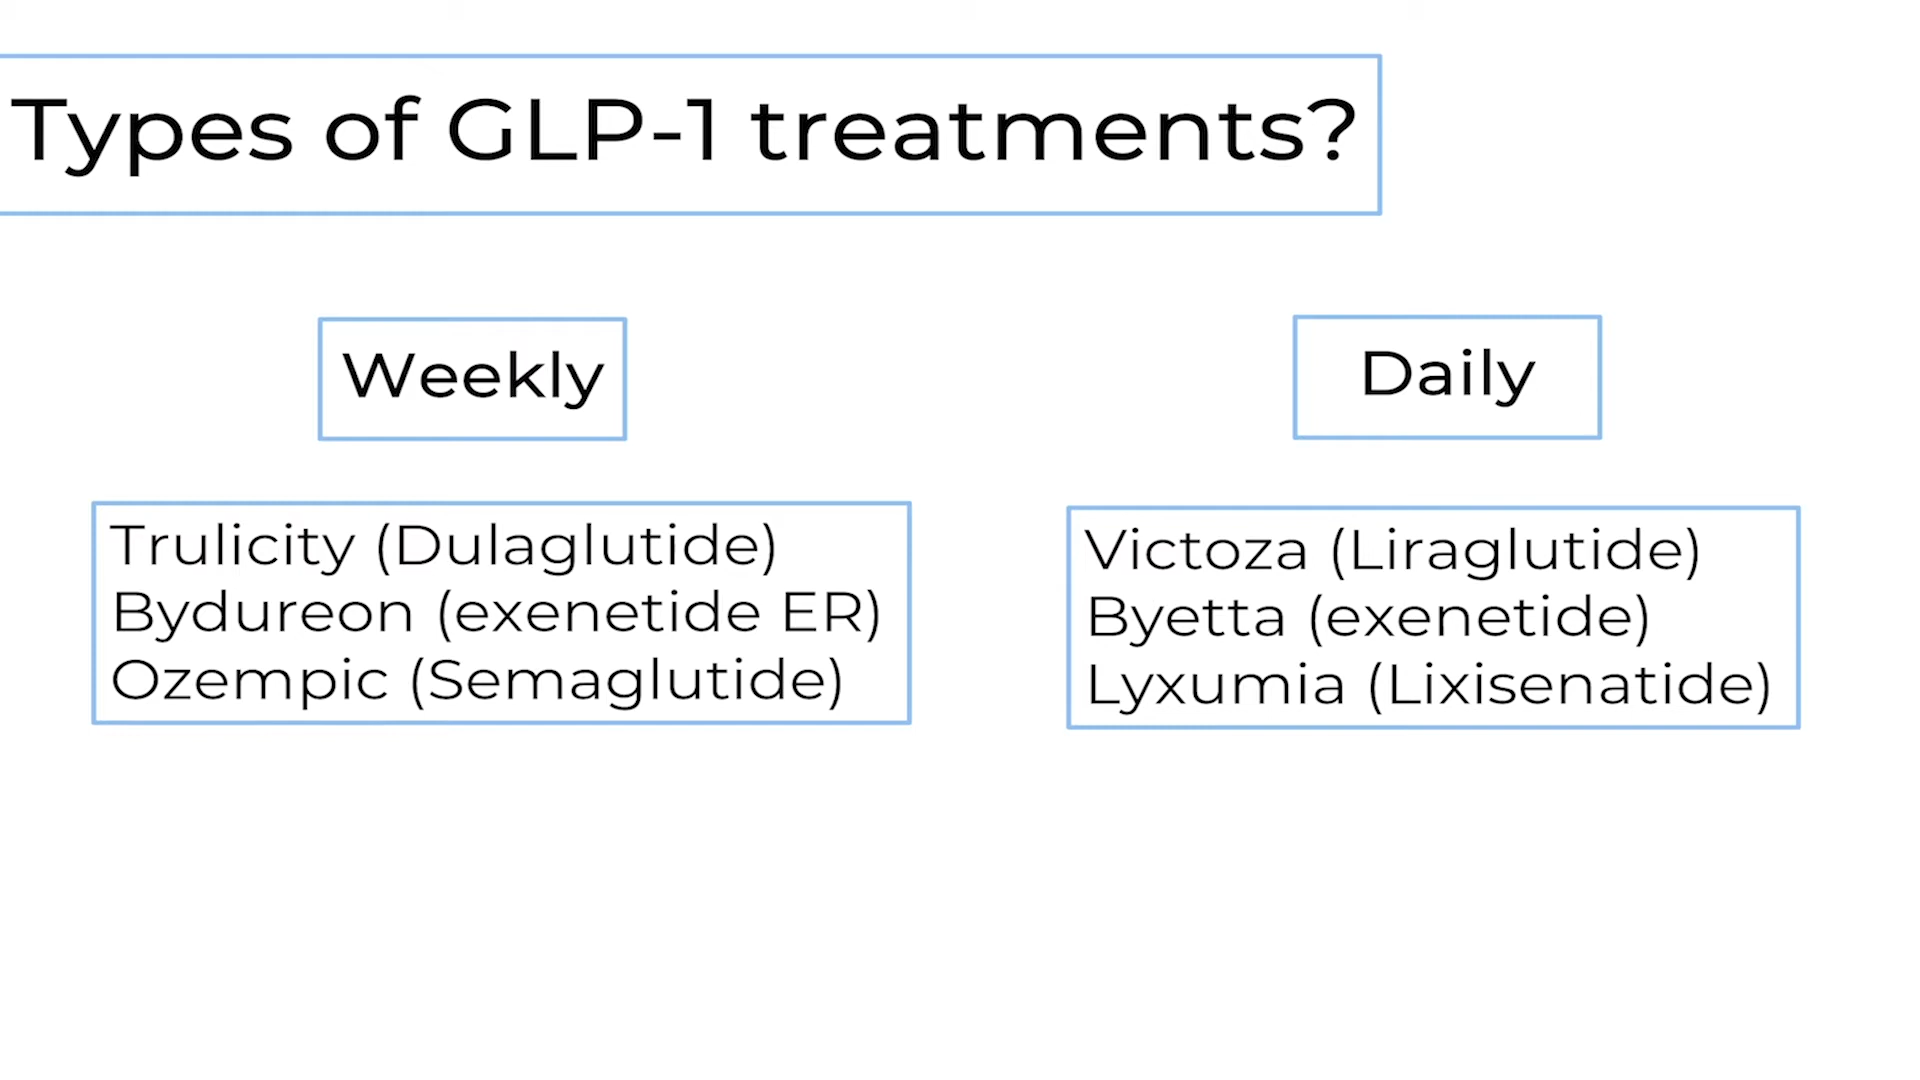 Types of GLP-1 treatments?
Weekly
Trulicity (Dulaglutide)
Bydureon (exenetide ER)
Ozempic (Semaglutide)
Daily
Victoza (Liraglutide)
Byetta (exenetide)
Lyxumia (Lixisenatide)